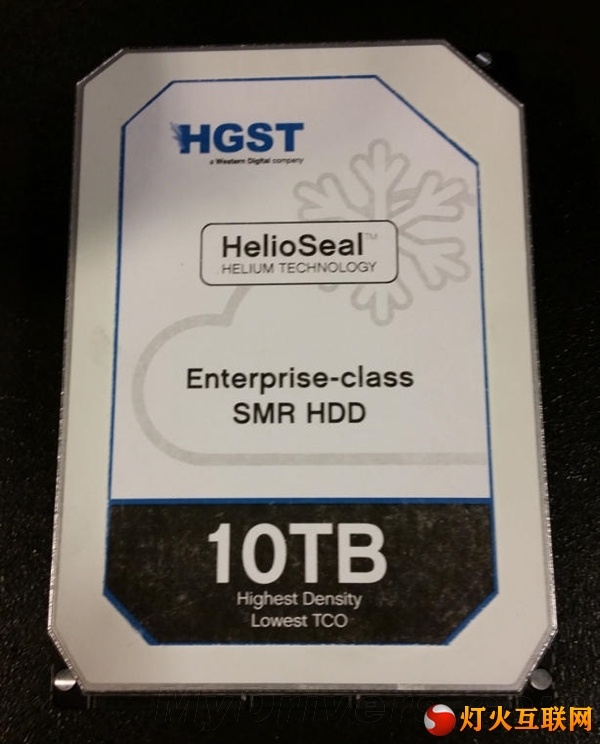 HGST
a Western Digital company
HelioSeal™
HELIUM TECHNOLOGY
Enterprise-class
SMR HDD
10TB
Highest Density
Lowest TCO
灯火互联网